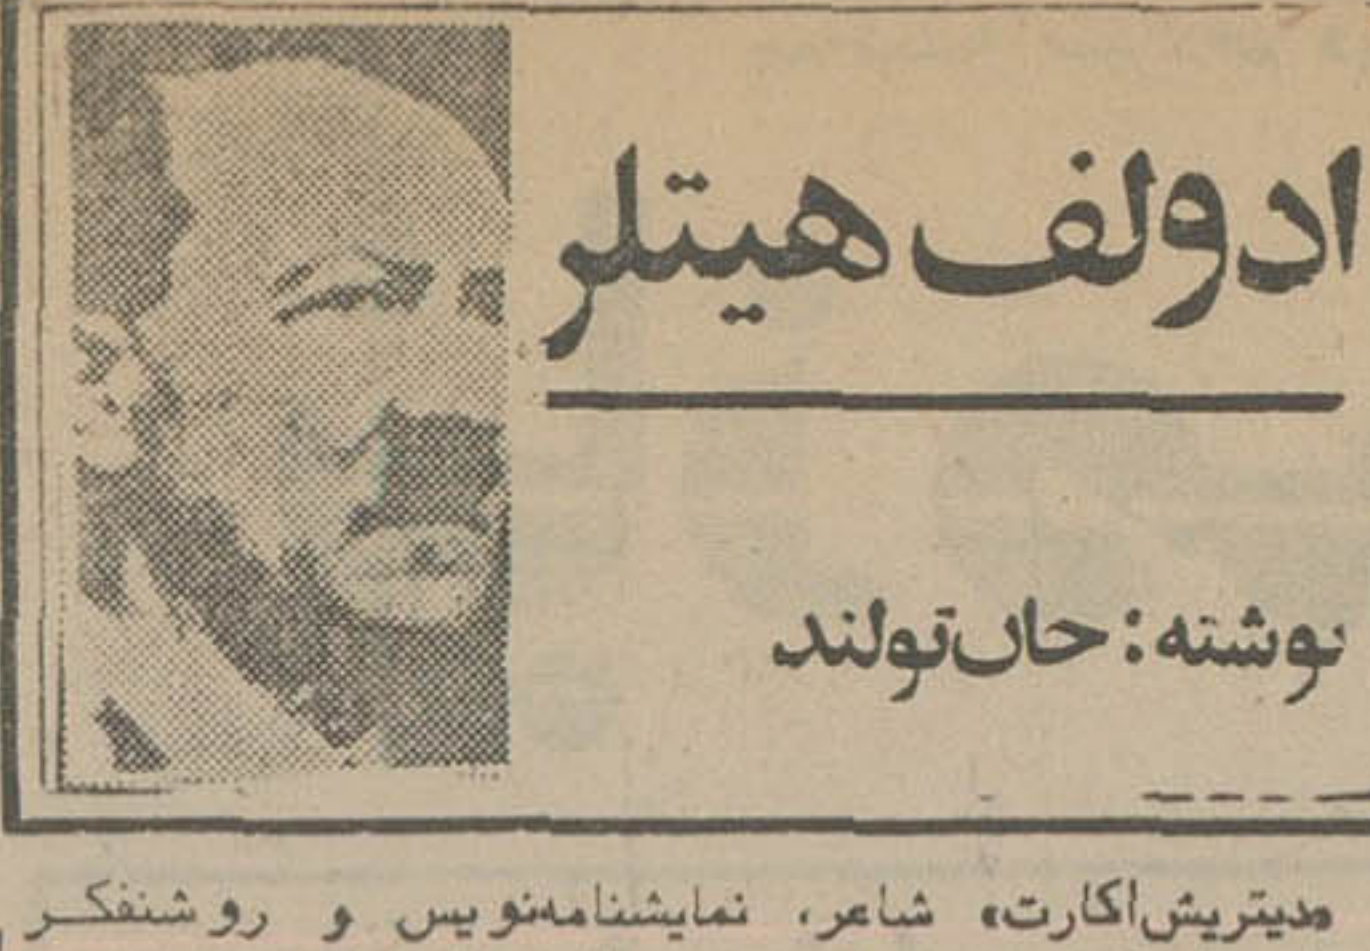 ادولف هیتلر
نوشته: جان تولند
«دیتریش‌اکارت» شاعر، نمایشنامه‌نویس و روشنفکر